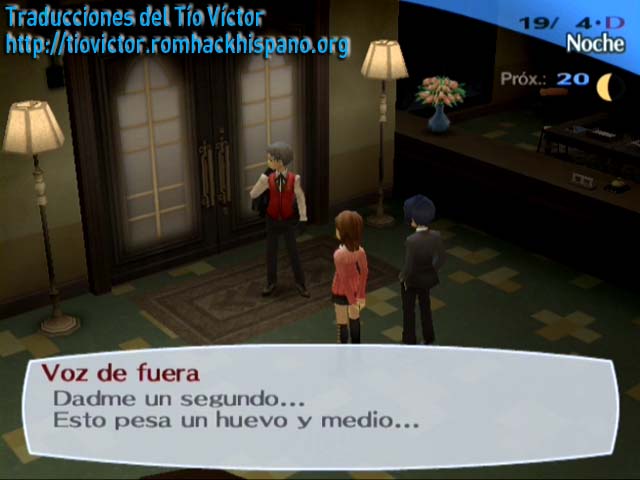 Traducciones del Tío Víctor
http://tiovictor.romhackhispano.org
19/ 4·D
Noche
Próx.: 20
Voz de fuera
Dadme un segundo...
Esto pesa un huevo y medio...